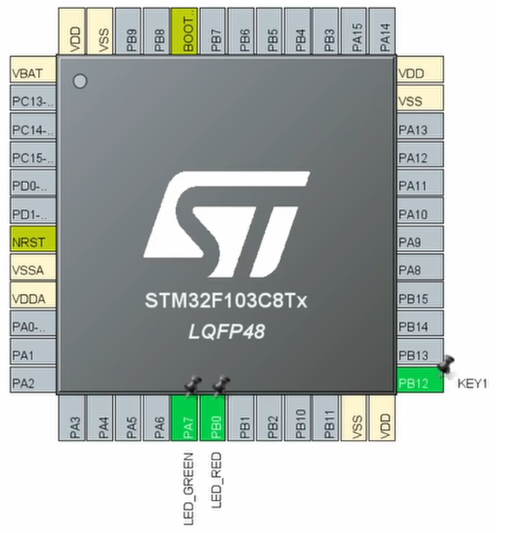 VDD
VSS
PB9
PB8
BOOT..
PB7
PB6
PB5
PB4
PB3
PA15
PA14
VBAT
PC13-..
PC14-..
PC15-..
PD0-..
PD1-..
NRST
VSSA
VDDA
PA0-..
PA1
PA2
ST
STM32F103C8Tx
LQFP48
VDD
VSS
PA13
PA12
PA11
PA10
PA9
PA8
PB15
PB14
PB13
PB12 KEY1
PA3
PA4
PA5
PA6
PA7
PB0
PB1
PB2
PB10
PB11
VSS
VDD
LED_GREEN
LED_RED